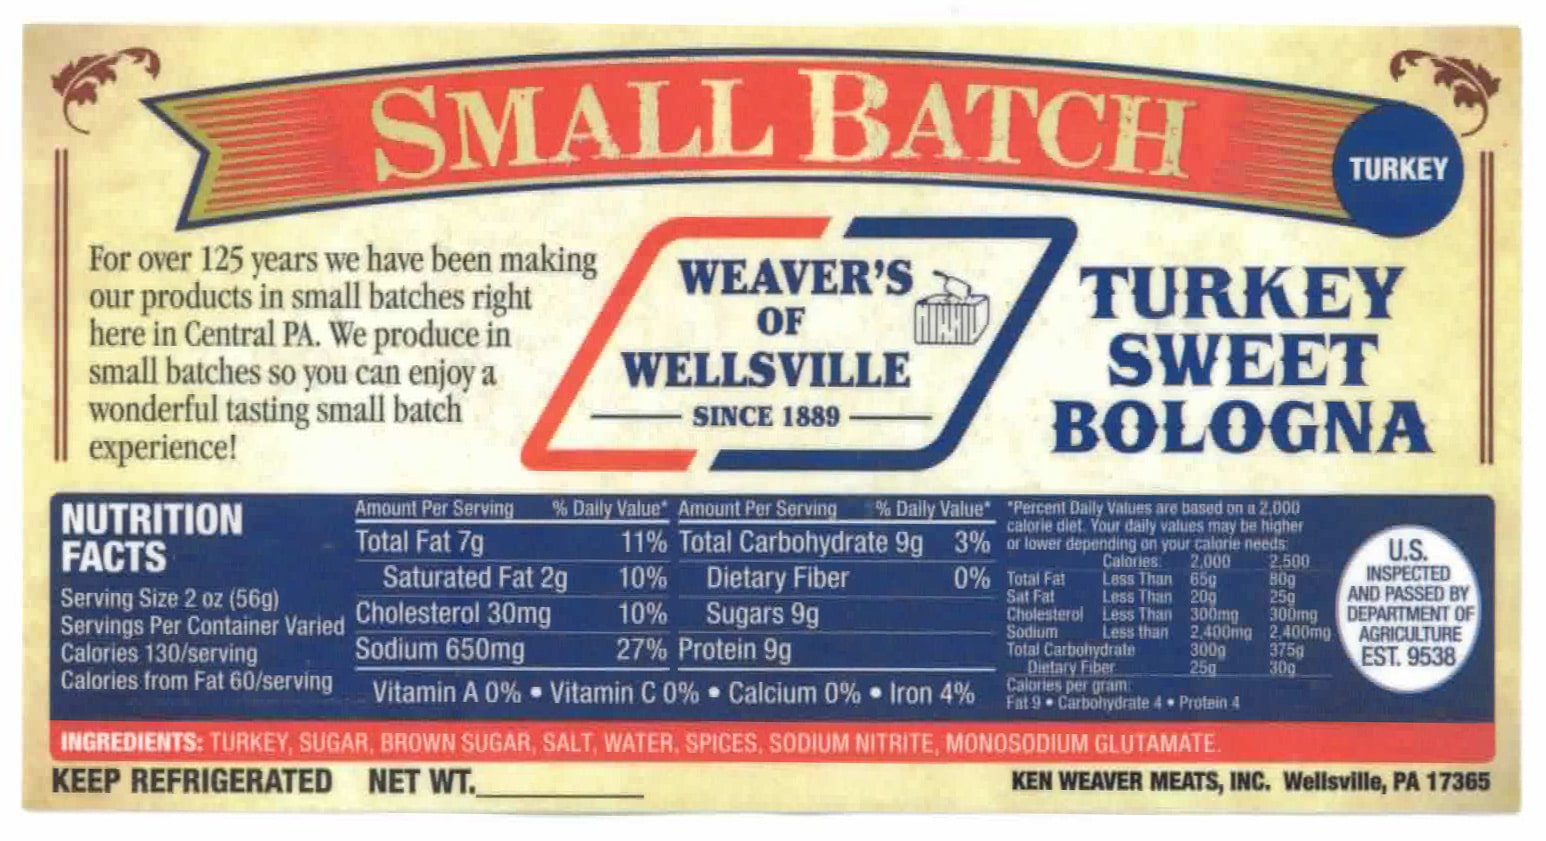 SMALL BATCH
TURKEY
For over 125 years we have been making
our products in small batches right
here in Central PA. We produce in
small batches so you can enjoy a
wonderful tasting small batch
experience!
WEAVER'S
OF
WELLSVILLE
SINCE 1889
TURKEY
SWEET
BOLOGNA
NUTRITION
FACTS
Serving Size 2 oz (56g)
Servings Per Container Varied
Calories 130/serving
Calories from Fat 60/serving
Amount Per Serving % Daily Value*
Total Fat 7g 11%
Saturated Fat 2g 10%
Cholesterol 30mg 10%
Sodium 650mg 27%
Amount Per Serving % Daily Value*
Total Carbohydrate 9g 3%
Dietary Fiber 0%
Sugars 9g
Protein 9g
Vitamin A 0% • Vitamin C 0% • Calcium 0% • Iron 4%
*Percent Daily Values are based on a 2,000
calorie diet. Your daily values may be higher
or lower depending on your calorie needs:
Calories: 2,000 2,500
Total Fat Less Than 65g 80g
Sat Fat Less Than 20g 25g
Cholesterol Less Than 300mg 300mg
Sodium Less than 2,400mg 2,400mg
Total Carbohydrate 300g 375g
Dietary Fiber 25g 30g
Calories per gram:
Fat 9 • Carbohydrate 4 • Protein 4
U.S.
INSPECTED
AND PASSED BY
DEPARTMENT OF
AGRICULTURE
EST. 9538
INGREDIENTS: TURKEY, SUGAR, BROWN SUGAR, SALT, WATER, SPICES, SODIUM NITRITE, MONOSODIUM GLUTAMATE.
KEEP REFRIGERATED NET WT.__________
KEN WEAVER MEATS, INC. Wellsville, PA 17365